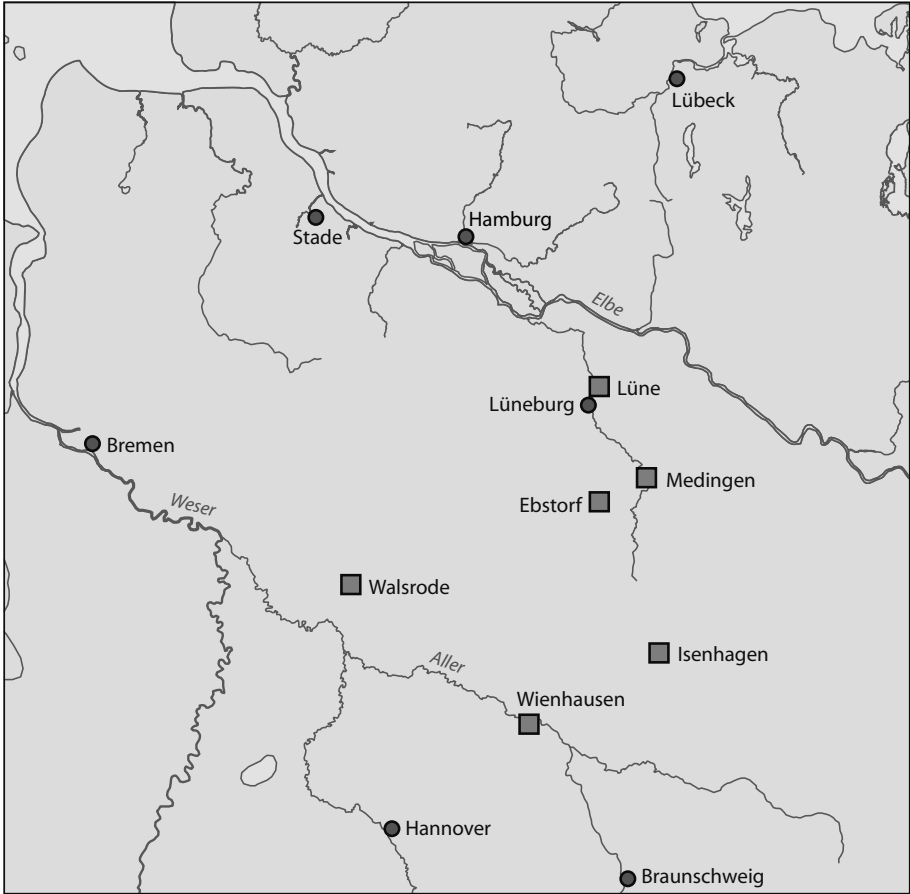 Lübeck
Hamburg
Stade
Elbe
Lüne
Lüneburg
Bremen
Medingen
Ebstorf
Weser
Walsrode
Isenhagen
Aller
Wienhausen
Hannover
Braunschweig